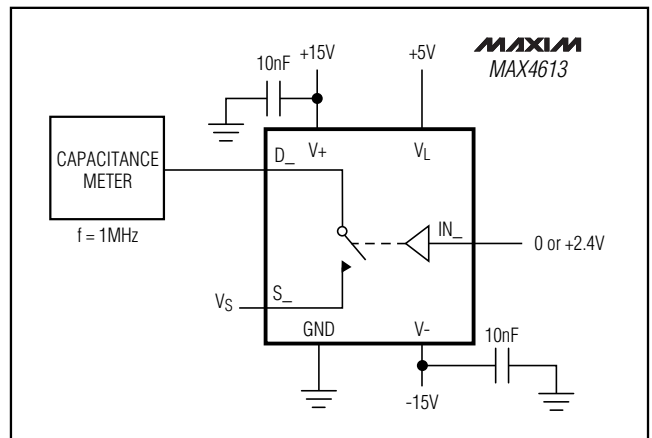 MAXIM
MAX4613
10nF
+15V
+5V
CAPACITANCE
METER
f = 1MHz
D_
V+
VL
IN_
0 or +2.4V
VS
S_
GND
V-
10nF
-15V